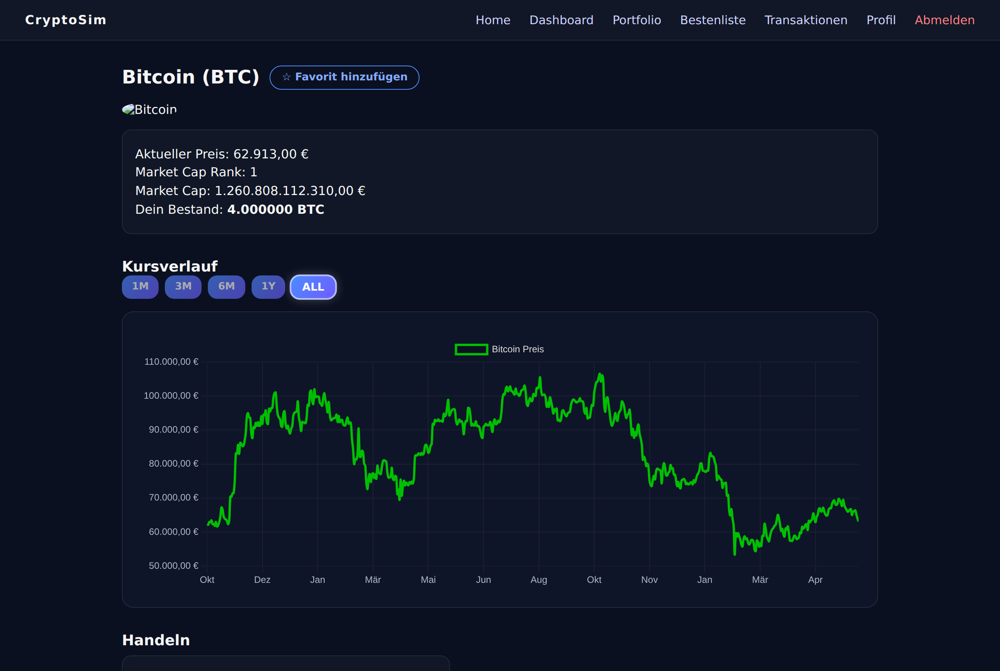 CryptoSim Home Dashboard Portfolio Bestenliste Transaktionen Profil Abmelden
Bitcoin (BTC) ☆ Favorit hinzufügen
Bitcoin
Aktueller Preis: 62.913,00 €
Market Cap Rank: 1
Market Cap: 1.260.808.112.310,00 €
Dein Bestand: 4.000000 BTC
Kursverlauf
1M 3M 6M 1Y ALL
Bitcoin Preis
110.000,00 €
100.000,00 €
90.000,00 €
80.000,00 €
70.000,00 €
60.000,00 €
50.000,00 €
Okt Dez Jan Mär Mai Jun Aug Okt Nov Jan Mär Apr
Handeln